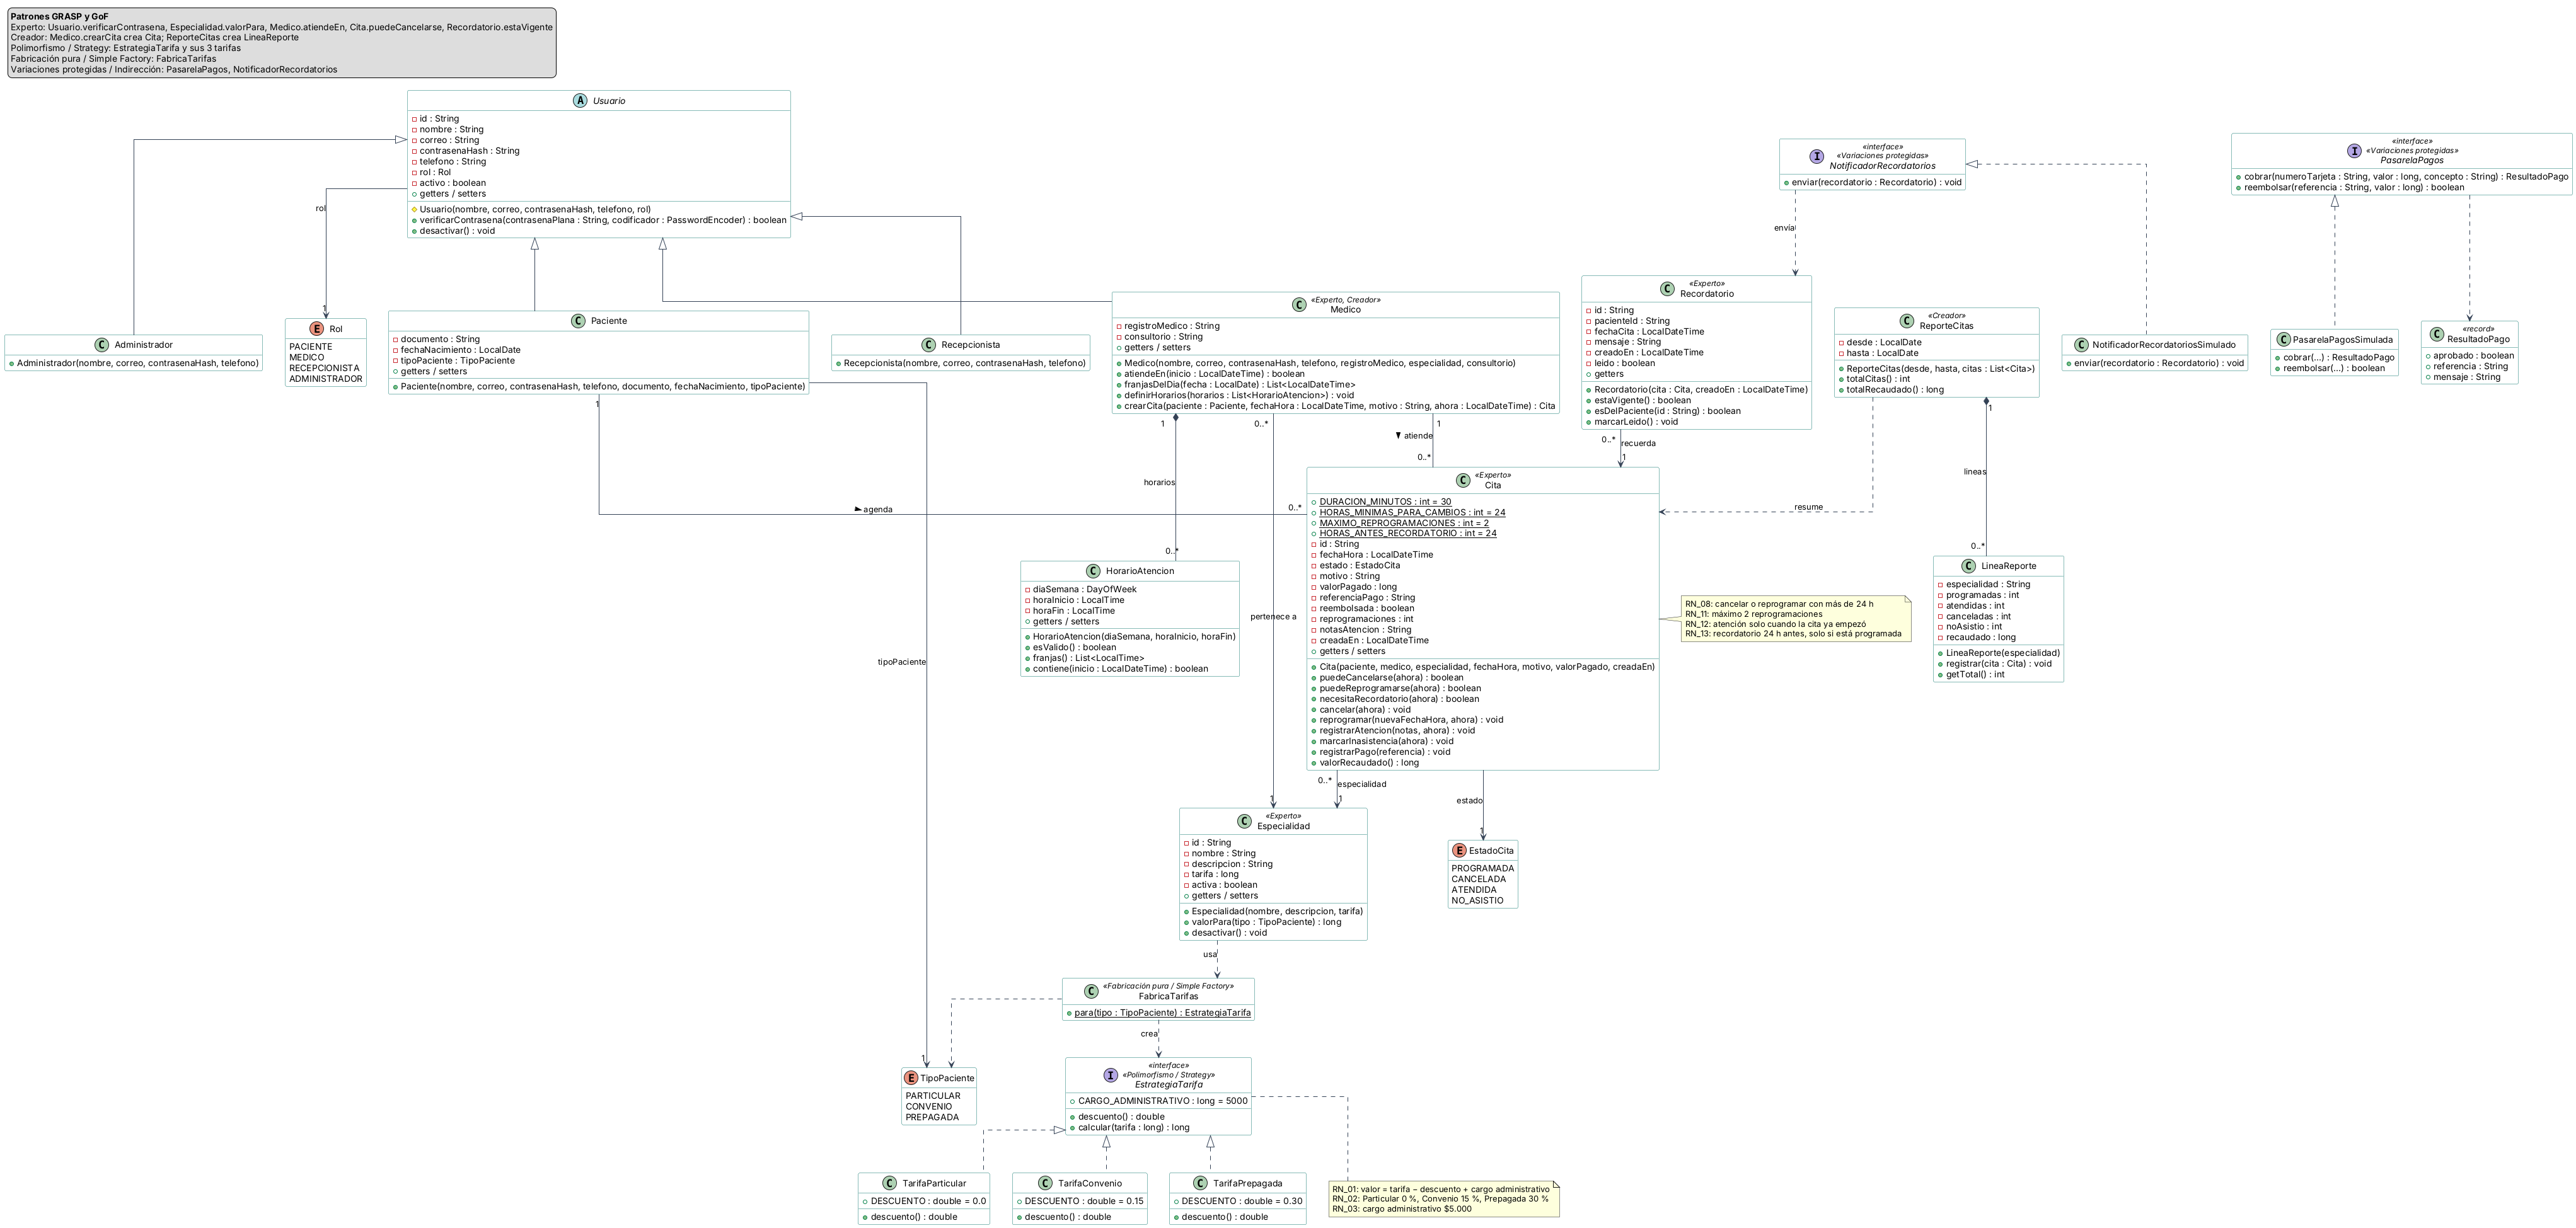 Patrones GRASP y GoF
Experto: Usuario.verificarContrasena, Especialidad.valorPara, Medico.atiendeEn, Cita.puedeCancelarse, Recordatorio.estaVigente
Creador: Medico.crearCita crea Cita; ReporteCitas crea LineaReporte
Polimorfismo / Strategy: EstrategiaTarifa y sus 3 tarifas
Fabricación pura / Simple Factory: FabricaTarifas
Variaciones protegidas / Indirección: PasarelaPagos, NotificadorRecordatorios
A Usuario
id : String
nombre : String
correo : String
contrasenaHash : String
telefono : String
rol : Rol
activo : boolean
getters / setters
Usuario(nombre, correo, contrasenaHash, telefono, rol)
verificarContrasena(contrasenaPlana : String, codificador : PasswordEncoder) : boolean
desactivar() : void
«interface»
«Variaciones protegidas»
I NotificadorRecordatorios
enviar(recordatorio : Recordatorio) : void
«interface»
«Variaciones protegidas»
I PasarelaPagos
cobrar(numeroTarjeta : String, valor : long, concepto : String) : ResultadoPago
reembolsar(referencia : String, valor : long) : boolean
rol
1
envía
C Administrador
Administrador(nombre, correo, contrasenaHash, telefono)
E Rol
PACIENTE
MEDICO
RECEPCIONISTA
ADMINISTRADOR
C Paciente
documento : String
fechaNacimiento : LocalDate
tipoPaciente : TipoPaciente
getters / setters
Paciente(nombre, correo, contrasenaHash, telefono, documento, fechaNacimiento, tipoPaciente)
C Recepcionista
Recepcionista(nombre, correo, contrasenaHash, telefono)
«Experto, Creador»
C Medico
registroMedico : String
consultorio : String
getters / setters
Medico(nombre, correo, contrasenaHash, telefono, registroMedico, especialidad, consultorio)
atiendeEn(inicio : LocalDateTime) : boolean
franjasDelDia(fecha : LocalDate) : List<LocalDateTime>
definirHorarios(horarios : List<HorarioAtencion>) : void
crearCita(paciente : Paciente, fechaHora : LocalDateTime, motivo : String, ahora : LocalDateTime) : Cita
«Experto»
C Recordatorio
id : String
pacienteId : String
fechaCita : LocalDateTime
mensaje : String
creadoEn : LocalDateTime
leido : boolean
getters
Recordatorio(cita : Cita, creadoEn : LocalDateTime)
estaVigente() : boolean
esDelPaciente(id : String) : boolean
marcarLeido() : void
«Creador»
C ReporteCitas
desde : LocalDate
hasta : LocalDate
ReporteCitas(desde, hasta, citas : List<Cita>)
totalCitas() : int
totalRecaudado() : long
C NotificadorRecordatoriosSimulado
enviar(recordatorio : Recordatorio) : void
C PasarelaPagosSimulada
cobrar(...) : ResultadoPago
reembolsar(...) : boolean
«record»
C ResultadoPago
aprobado : boolean
referencia : String
mensaje : String
1
1
0..*
1
atiende
0..*
0..*
recuerda
1
1
horarios
0..*
agenda
0..*
resume
lineas
0..*
«Experto»
C Cita
DURACION_MINUTOS : int = 30
HORAS_MINIMAS_PARA_CAMBIOS : int = 24
MAXIMO_REPROGRAMACIONES : int = 2
HORAS_ANTES_RECORDATORIO : int = 24
id : String
fechaHora : LocalDateTime
estado : EstadoCita
motivo : String
valorPagado : long
referenciaPago : String
reembolsada : boolean
reprogramaciones : int
notasAtencion : String
creadaEn : LocalDateTime
getters / setters
Cita(paciente, medico, especialidad, fechaHora, motivo, valorPagado, creadaEn)
puedeCancelarse(ahora) : boolean
puedeReprogramarse(ahora) : boolean
necesitaRecordatorio(ahora) : boolean
cancelar(ahora) : void
reprogramar(nuevaFechaHora, ahora) : void
registrarAtencion(notas, ahora) : void
marcarInasistencia(ahora) : void
registrarPago(referencia) : void
valorRecaudado() : long
C HorarioAtencion
diaSemana : DayOfWeek
horaInicio : LocalTime
horaFin : LocalTime
getters / setters
HorarioAtencion(diaSemana, horaInicio, horaFin)
esValido() : boolean
franjas() : List<LocalTime>
contiene(inicio : LocalDateTime) : boolean
RN_08: cancelar o reprogramar con más de 24 h
RN_11: máximo 2 reprogramaciones
RN_12: atención solo cuando la cita ya empezó
RN_13: recordatorio 24 h antes, solo si está programada
C LineaReporte
especialidad : String
programadas : int
atendidas : int
canceladas : int
noAsistio : int
recaudado : long
LineaReporte(especialidad)
registrar(cita : Cita) : void
getTotal() : int
pertenece a
1
tipoPaciente
1
0..*
especialidad
1
estado
1
«Experto»
C Especialidad
id : String
nombre : String
descripcion : String
tarifa : long
activa : boolean
getters / setters
Especialidad(nombre, descripcion, tarifa)
valorPara(tipo : TipoPaciente) : long
desactivar() : void
E EstadoCita
PROGRAMADA
CANCELADA
ATENDIDA
NO_ASISTIO
usa
«Fabricación pura / Simple Factory»
C FabricaTarifas
para(tipo : TipoPaciente) : EstrategiaTarifa
crea
E TipoPaciente
PARTICULAR
CONVENIO
PREPAGADA
«interface»
«Polimorfismo / Strategy»
I EstrategiaTarifa
CARGO_ADMINISTRATIVO : long = 5000
descuento() : double
calcular(tarifa : long) : long
C TarifaParticular
DESCUENTO : double = 0.0
descuento() : double
C TarifaConvenio
DESCUENTO : double = 0.15
descuento() : double
C TarifaPrepagada
DESCUENTO : double = 0.30
descuento() : double
RN_01: valor = tarifa − descuento + cargo administrativo
RN_02: Particular 0 %, Convenio 15 %, Prepagada 30 %
RN_03: cargo administrativo $5.000